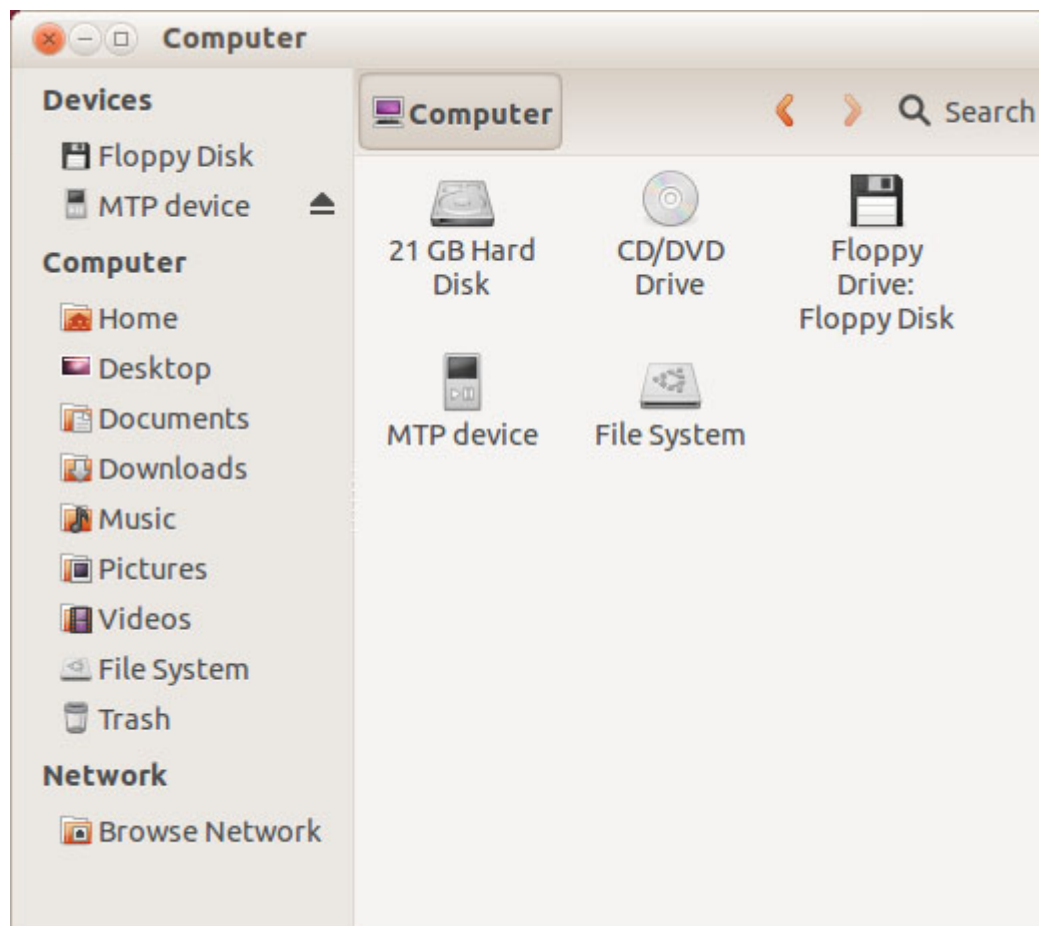 Computer
Devices
Floppy Disk
MTP device
Computer
Home
Desktop
Documents
Downloads
Music
Pictures
Videos
File System
Trash
Network
Browse Network
Computer
Search
21 GB Hard
Disk
CD/DVD
Drive
Floppy
Drive:
Floppy Disk
MTP device
File System